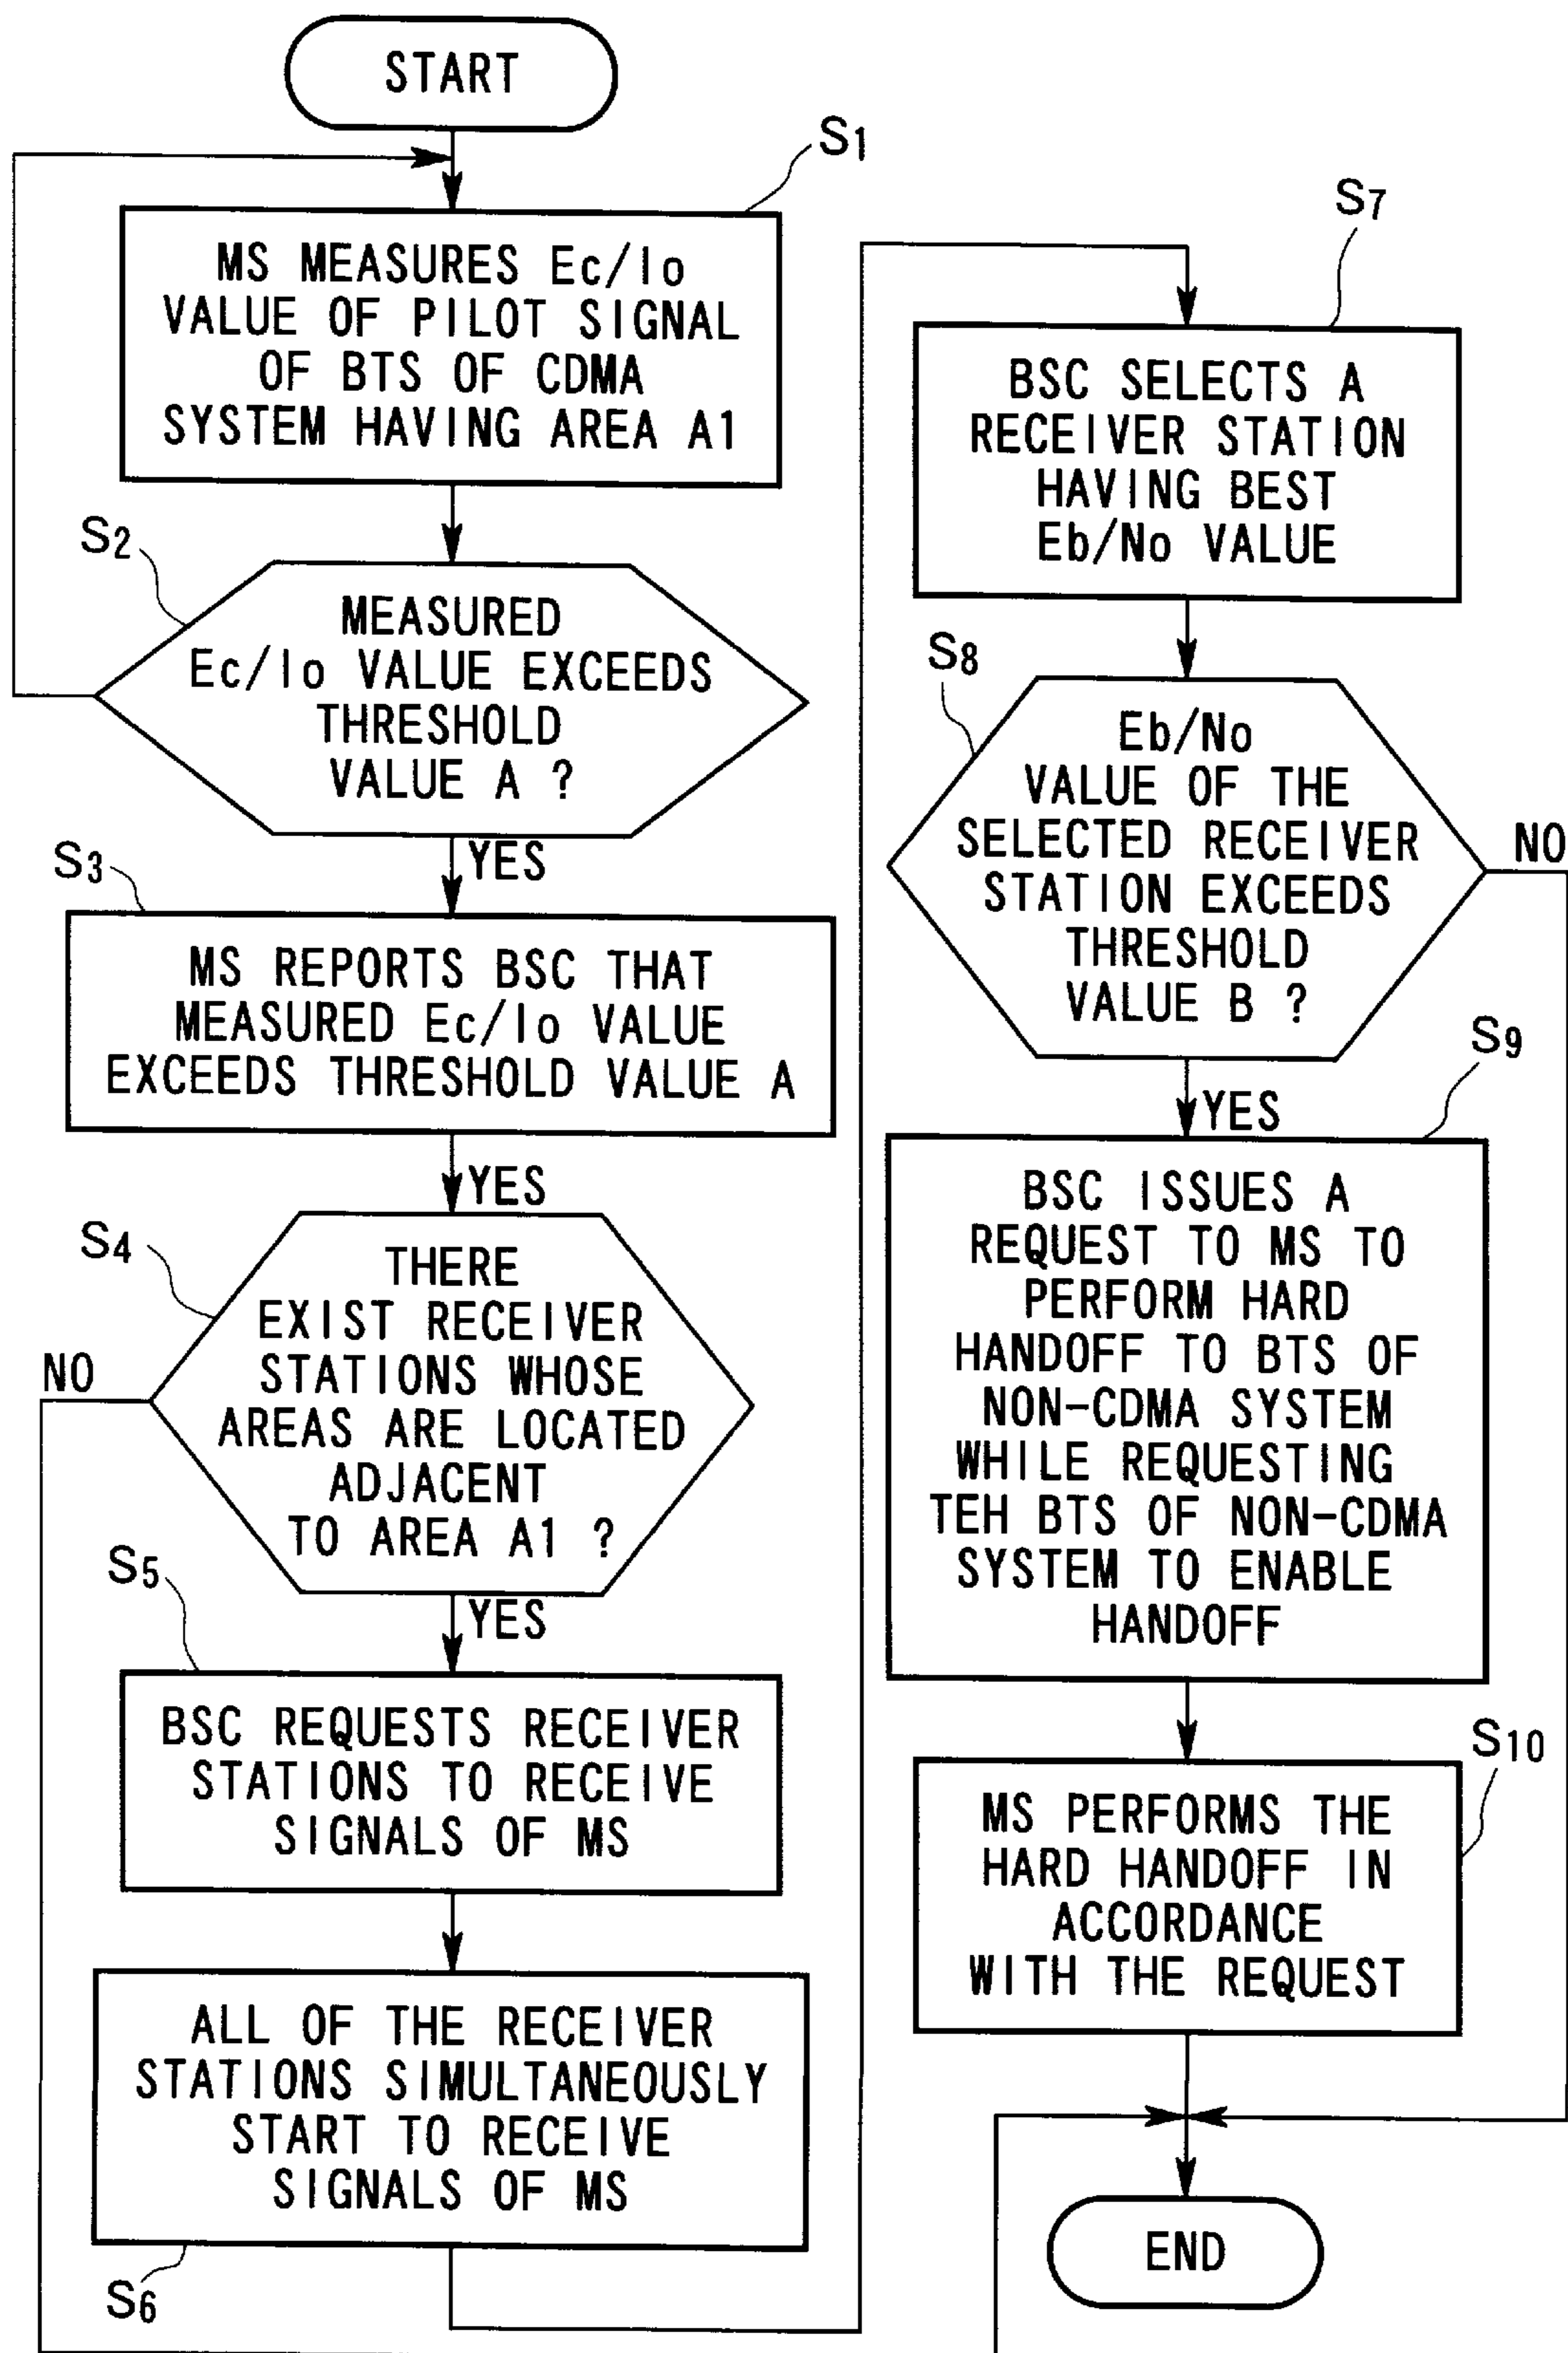 START
S1
MS MEASURES Ec/Io
VALUE OF PILOT SIGNAL
OF BTS OF CDMA
SYSTEM HAVING AREA A1
S2
MEASURED
Ec/Io VALUE EXCEEDS
THRESHOLD
VALUE A ?
YES
S3
MS REPORTS BSC THAT
MEASURED Ec/Io VALUE
EXCEEDS THRESHOLD VALUE A
YES
S4
THERE
EXIST RECEIVER
STATIONS WHOSE
AREAS ARE LOCATED
ADJACENT
TO AREA A1 ?
NO
YES
S5
BSC REQUESTS RECEIVER
STATIONS TO RECEIVE
SIGNALS OF MS
ALL OF THE RECEIVER
STATIONS SIMULTANEOUSLY
START TO RECEIVE
SIGNALS OF MS
S6
S7
BSC SELECTS A
RECEIVER STATION
HAVING BEST
Eb/No VALUE
S8
Eb/No
VALUE OF THE
SELECTED RECEIVER
STATION EXCEEDS
THRESHOLD
VALUE B ?
NO
YES
S9
BSC ISSUES A
REQUEST TO MS TO
PERFORM HARD
HANDOFF TO BTS OF
NON-CDMA SYSTEM
WHILE REQUESTING
TEH BTS OF NON-CDMA
SYSTEM TO ENABLE
HANDOFF
S10
MS PERFORMS THE
HARD HANDOFF IN
ACCORDANCE
WITH THE REQUEST
END